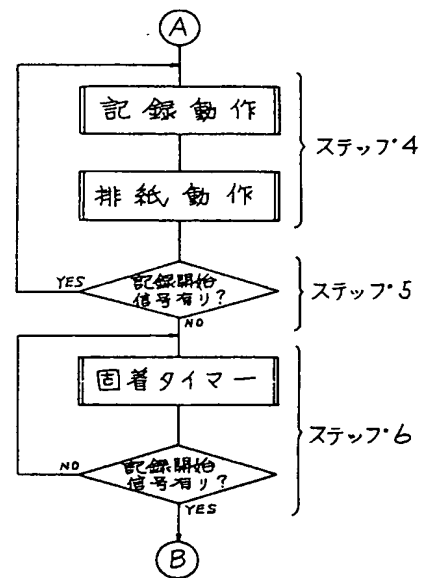 A
記録動作
排紙動作
ステップ4
記録開始
信号有り?
YES
NO
ステップ5
固着タイマー
記録開始
信号有り?
NO
YES
ステップ6
B